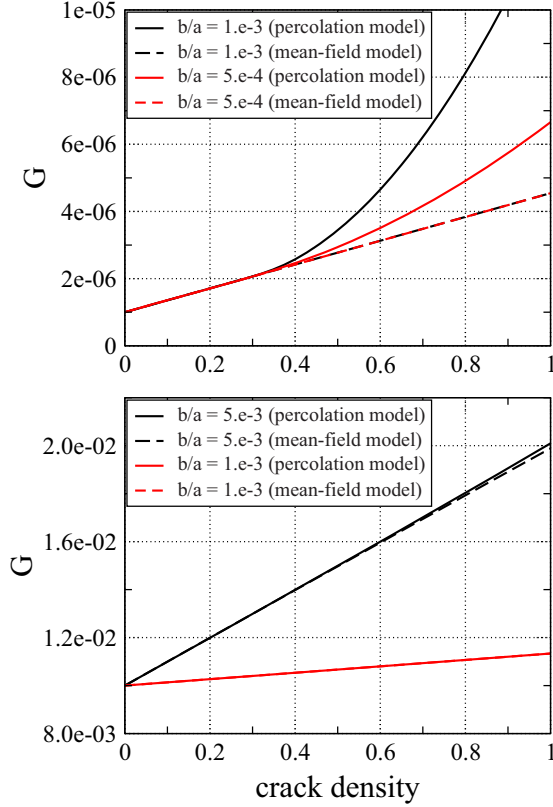 1e-05
b/a = 1.e-3 (percolation model)
b/a = 1.e-3 (mean-field model)
b/a = 5.e-4 (percolation model)
b/a = 5.e-4 (mean-field model)
8e-06
6e-06
G
4e-06
2e-06
0
0 0.2 0.4 0.6 0.8 1
b/a = 5.e-3 (percolation model)
b/a = 5.e-3 (mean-field model)
b/a = 1.e-3 (percolation model)
b/a = 1.e-3 (mean-field model)
2.0e-02
1.6e-02
G
1.2e-02
8.0e-03
0 0.2 0.4 0.6 0.8 1
crack density